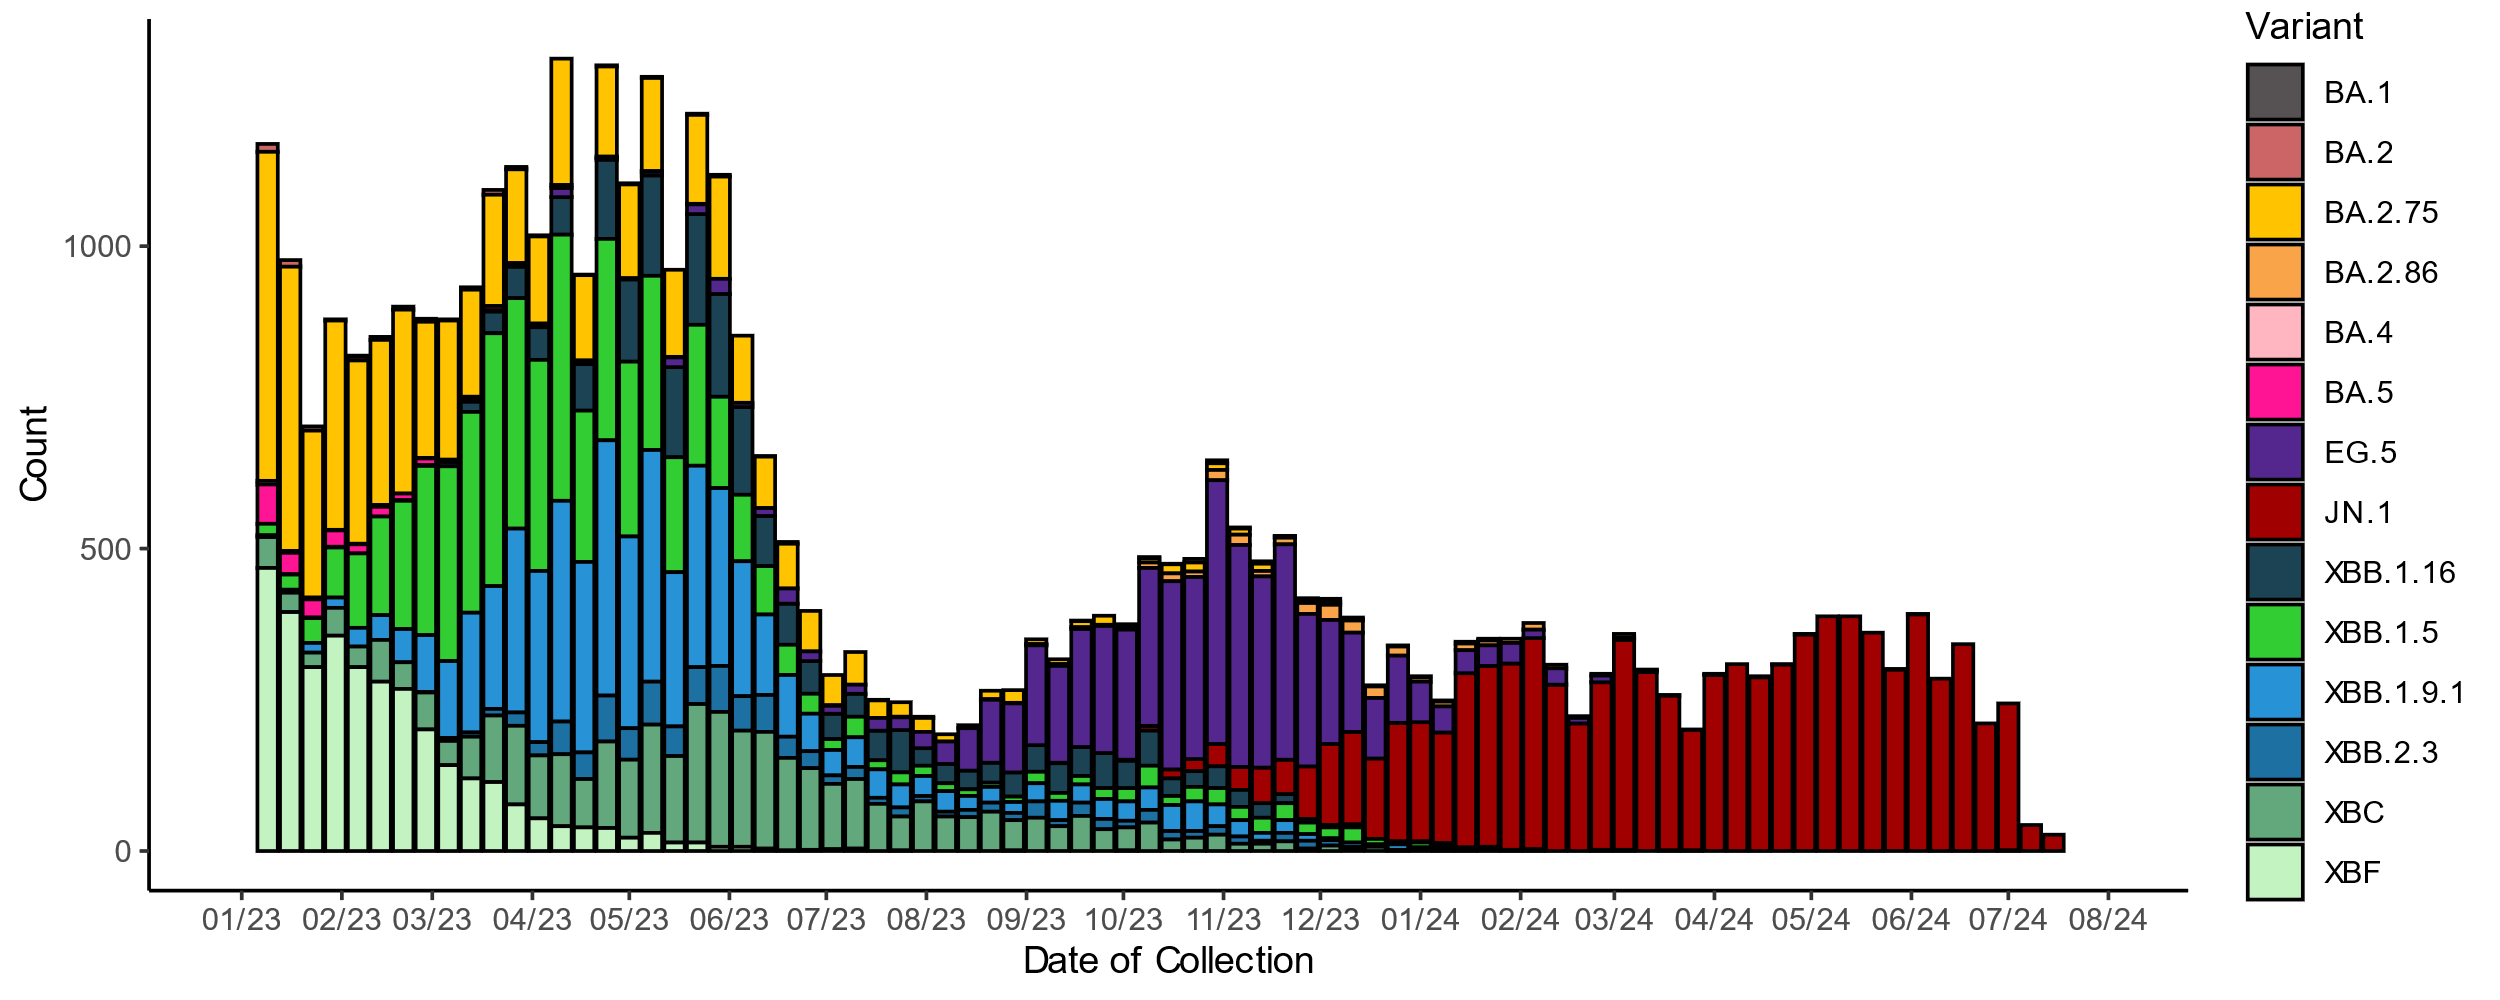 Variant
BA.1
BA.2
BA.2.75
BA.2.86
BA.4
BA.5
EG.5
JN.1
XBB.1.16
XBB.1.5
XBB.1.9.1
XBB.2.3
XBC
XBF
Count
1000
500
0
01/23 02/23 03/23 04/23 05/23 06/23 07/23 08/23 09/23 10/23 11/23 12/23 01/24 02/24 03/24 04/24 05/24 06/24 07/24 08/24
Date of Collection